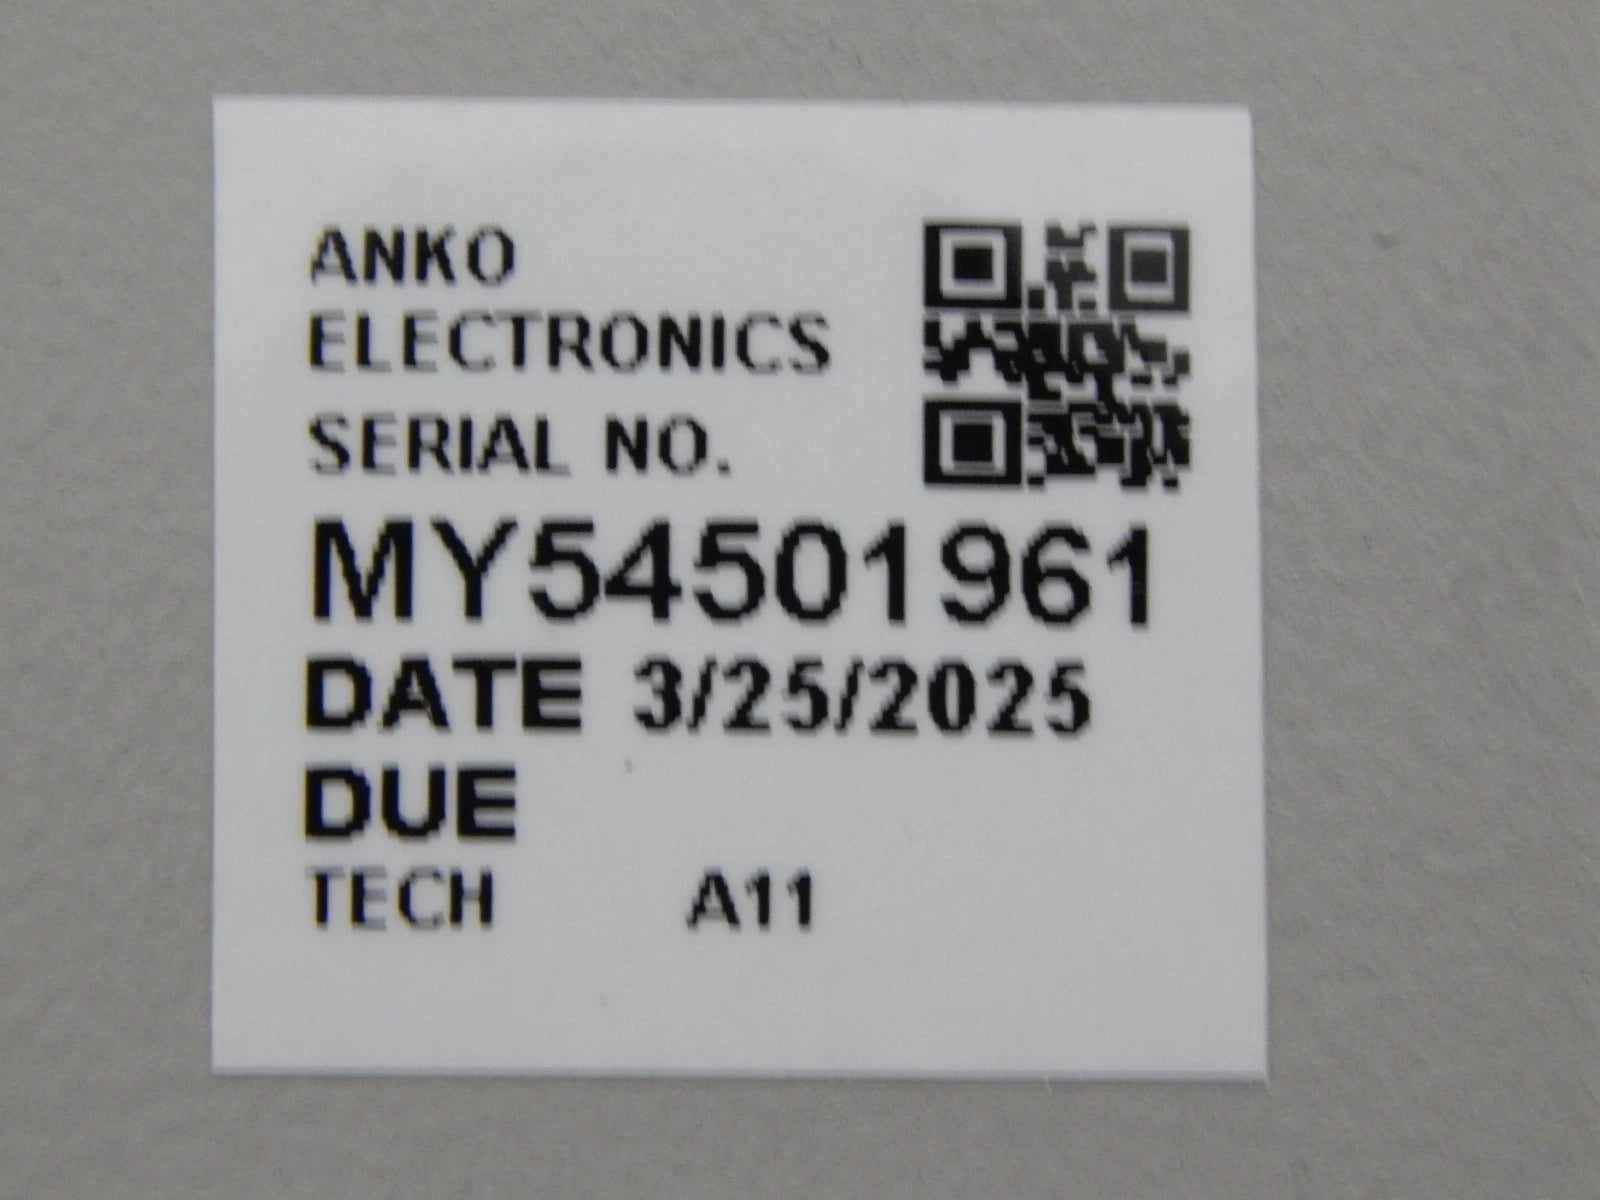 ANKO
ELECTRONICS
SERIAL NO.
MY54501961
DATE 3/25/2025
DUE
TECH A11